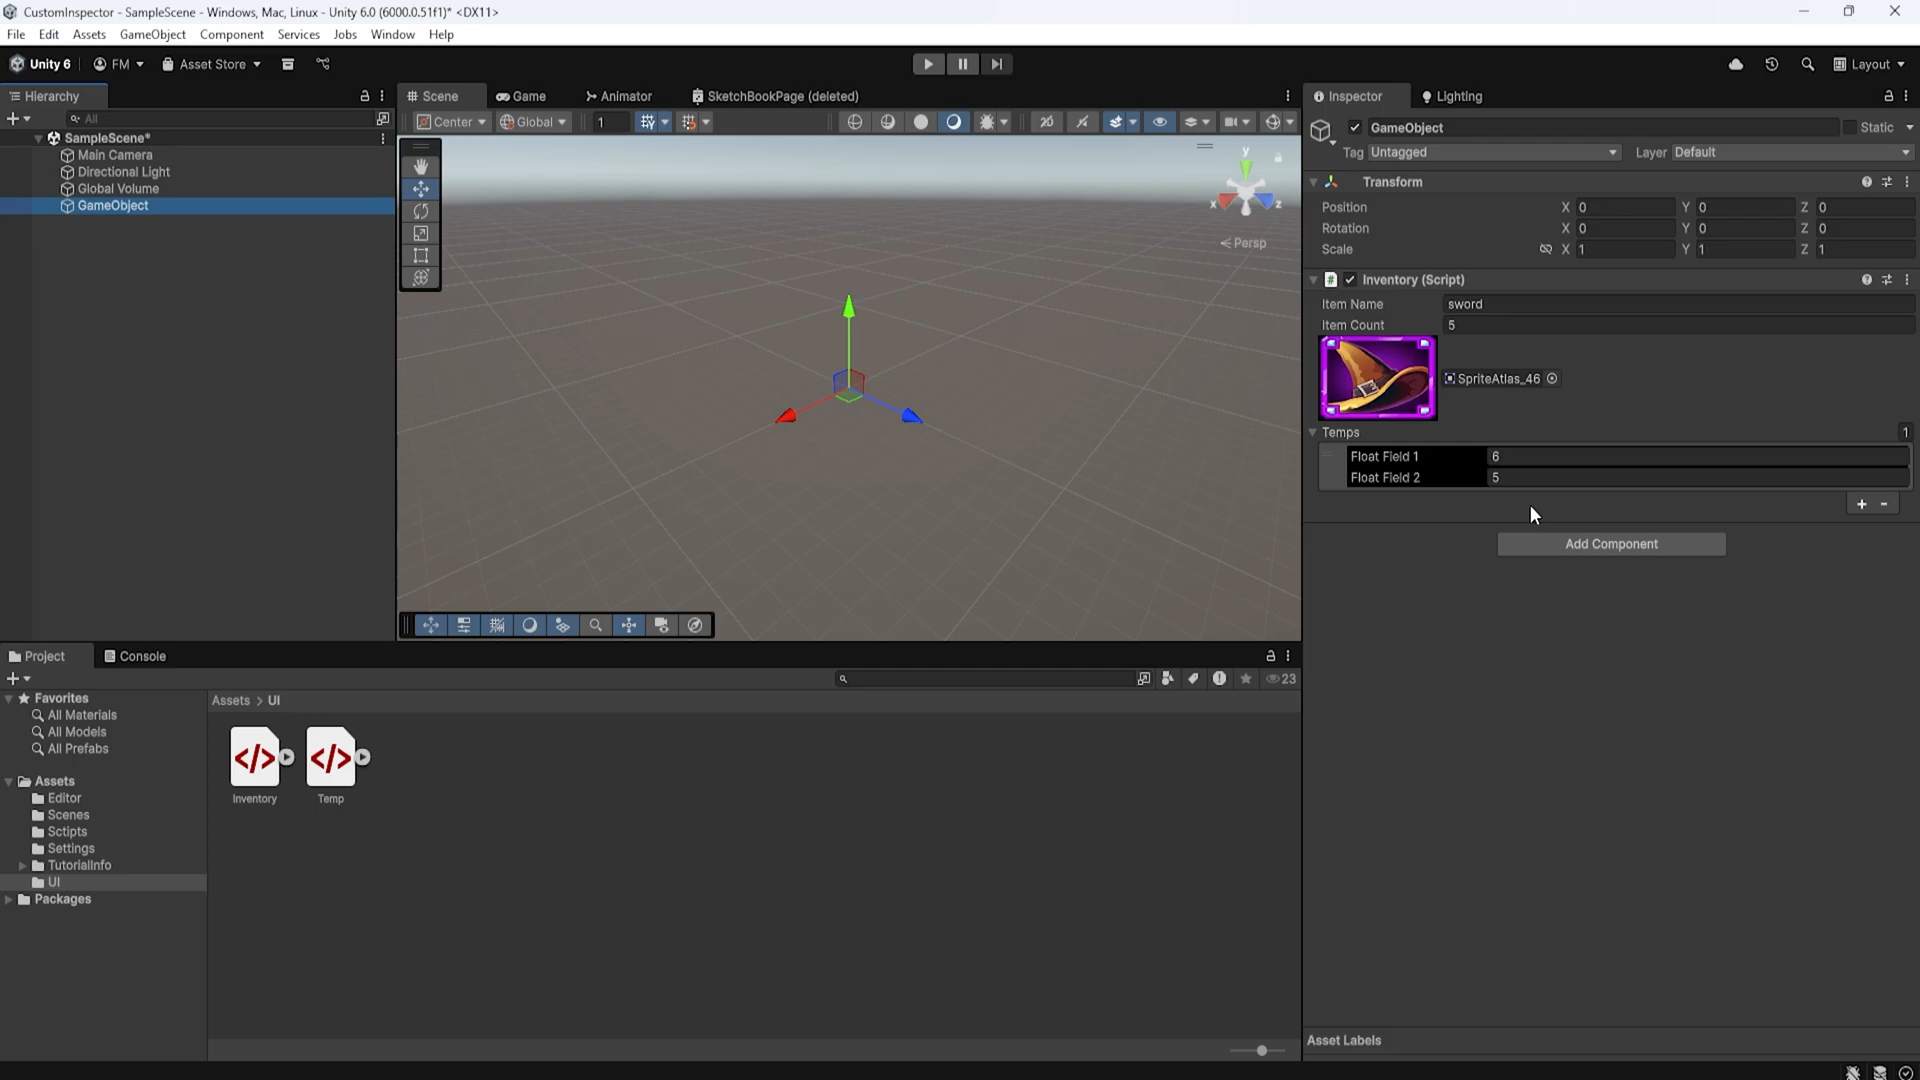 CustomInspector - SampleScene - Windows, Mac, Linux - Unity 6.0 (6000.0.51f1)* <DX11>
File Edit Assets GameObject Component Services Jobs Window Help
Unity 6 FM Asset Store Layout
Hierarchy
All
SampleScene*
Main Camera
Directional Light
Global Volume
GameObject
Scene Game Animator SketchBookPage (deleted)
Center Global 1 2D
y
x z
Persp
Inspector Lighting
GameObject Static
Tag Untagged Layer Default
Transform
Position X 0 Y 0 Z 0
Rotation X 0 Y 0 Z 0
Scale X 1 Y 1 Z 1
# Inventory (Script)
Item Name sword
Item Count 5
SpriteAtlas_46
Temps 1
Float Field 1 6
Float Field 2 5
+ -
Add Component
Project Console
23
Favorites
All Materials
All Models
All Prefabs
Assets
Editor
Scenes
Sctipts
Settings
TutorialInfo
UI
Packages
Assets > UI
</> </>
Inventory Temp
Asset Labels